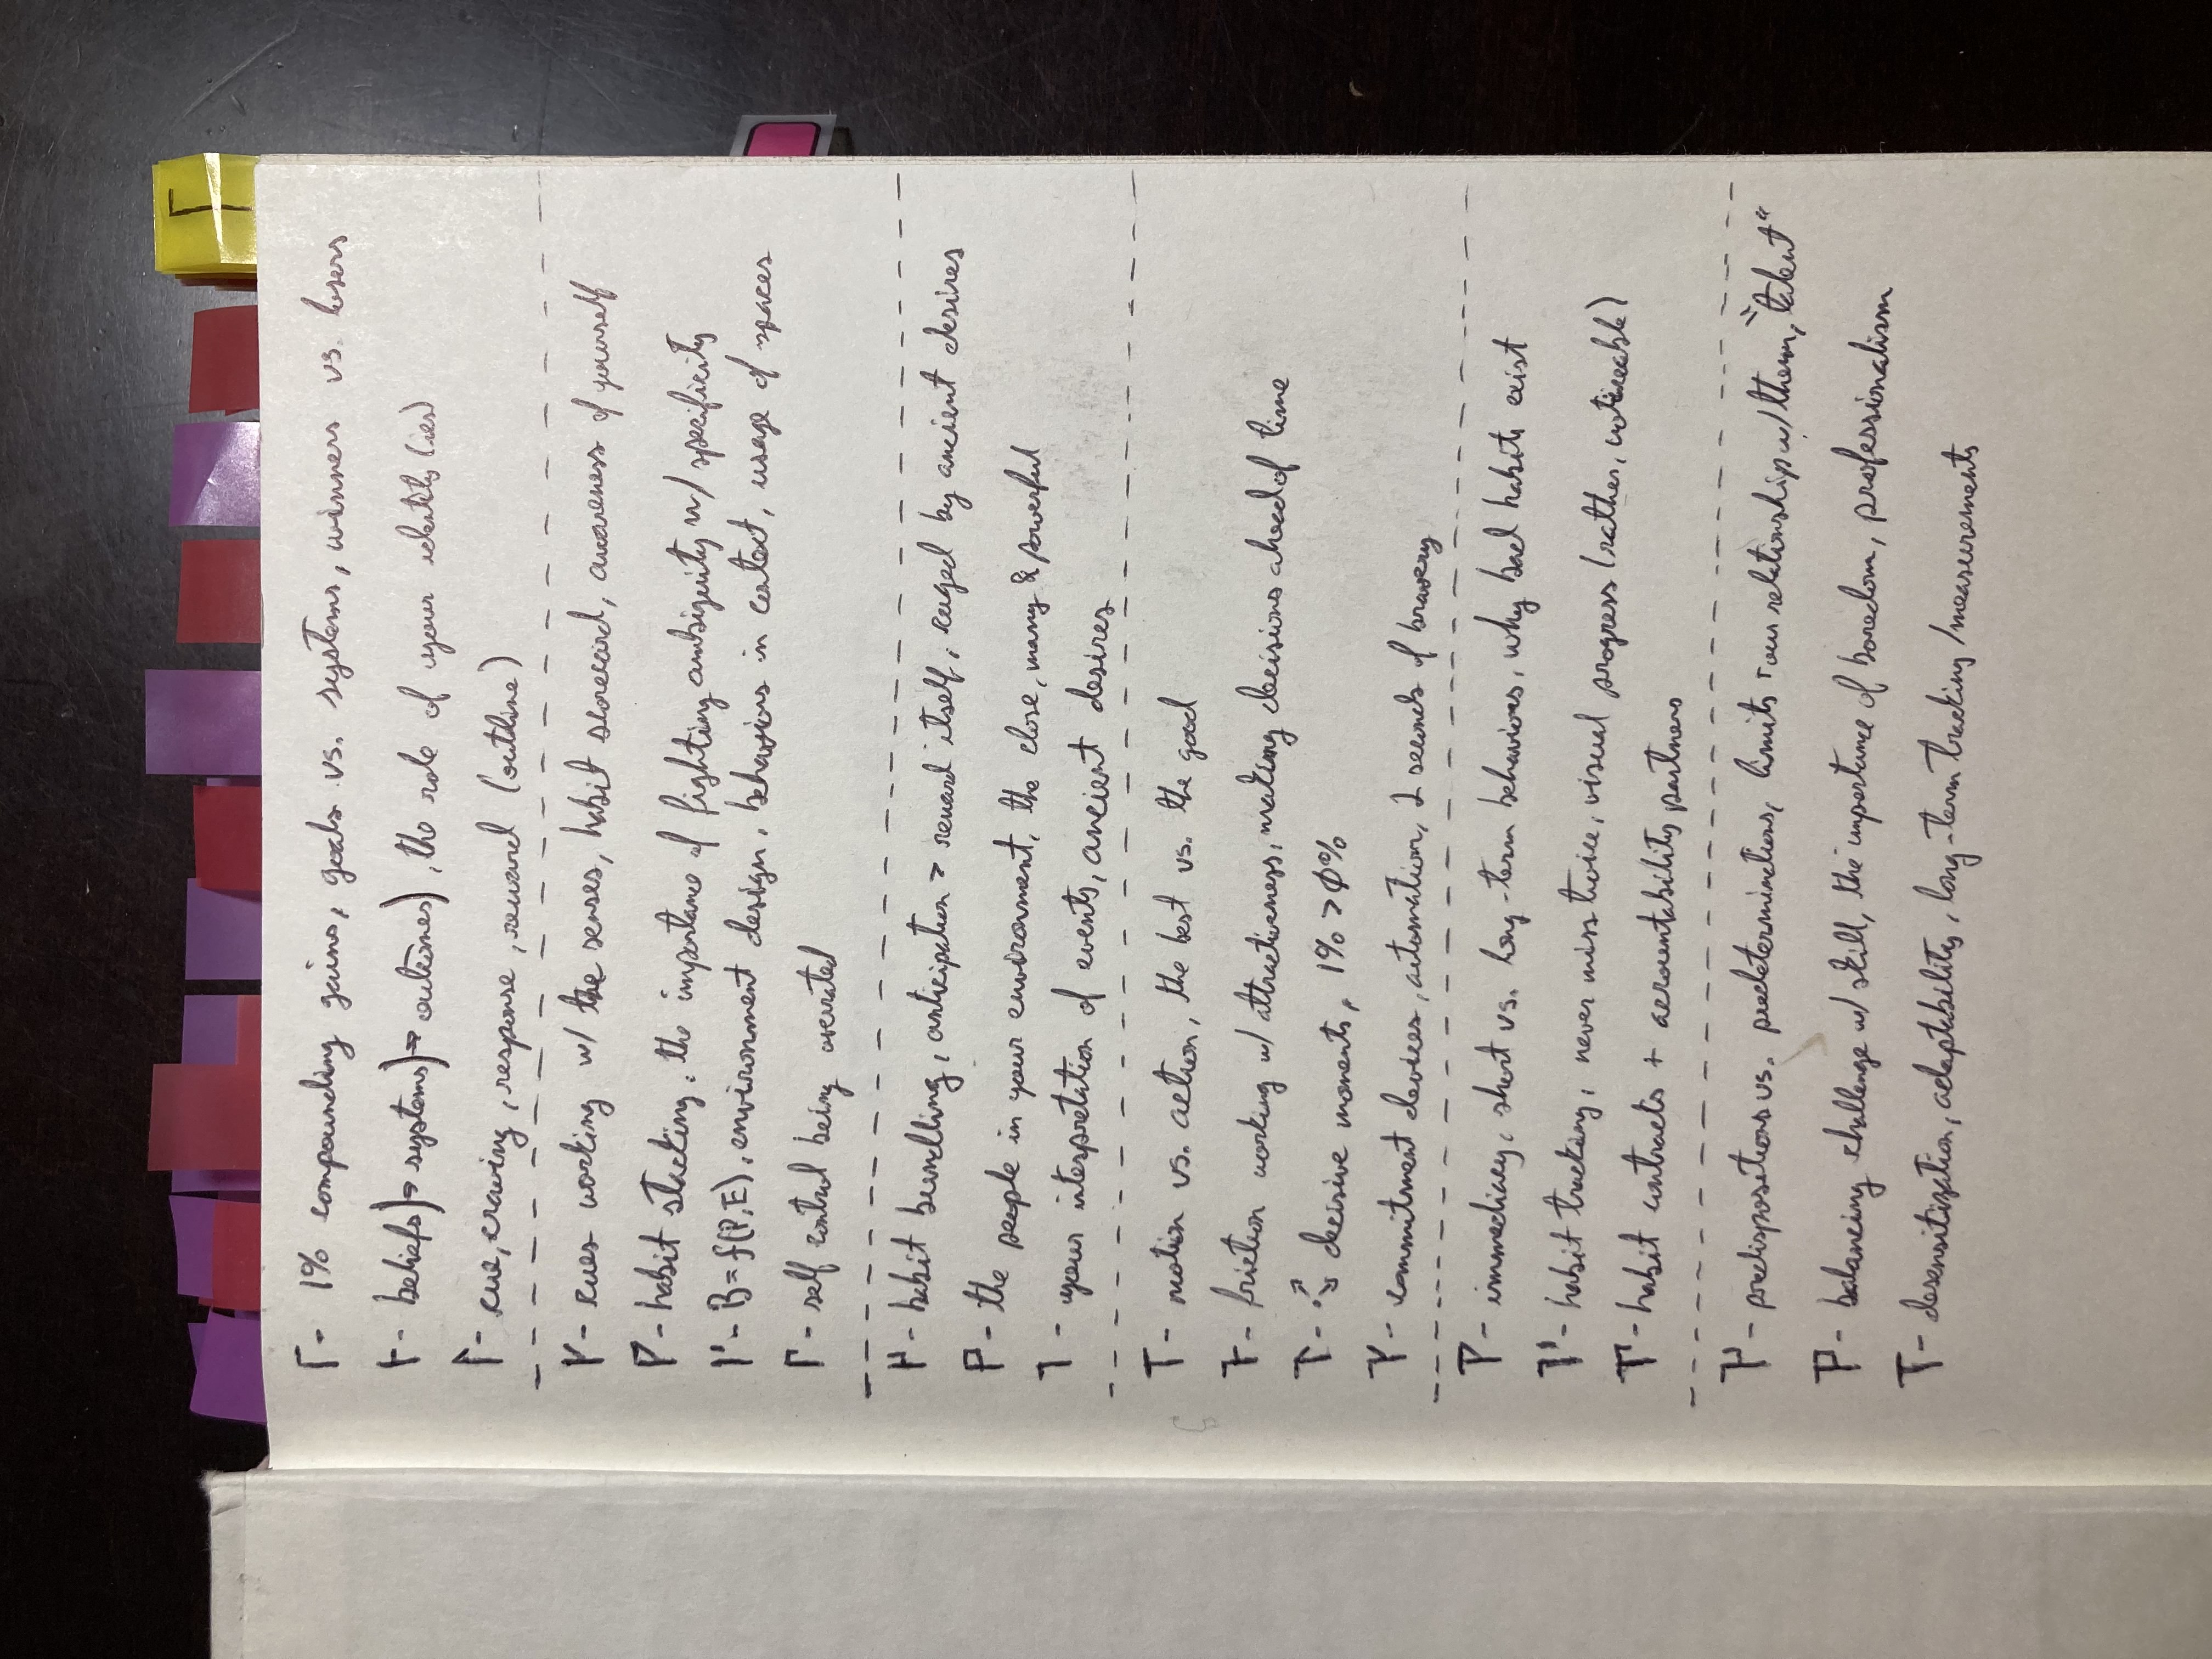 - 1% compounding gains, goals vs. systems, winners vs. losers
- beliefs)⇒ systems)⇒ outcomes), the role of your identity(ies)
- cue, craving, response, reward (outline)
- cues working w/ the senses, habit scorecard, awareness of yourself
- habit stacking, the importance of fighting ambiguity w/ specificity
- B=f(P,E), environment design, behaviors in context, usage of spaces
- self control being overrated
- habit bundling, anticipation > reward itself, caged by ancient desires
- the people in your environment, the close, many & powerful
- your interpretation of events, ancient desires
- motion vs. action, the best vs. the good
- friction working w/ attractiveness, making decisions ahead of time
- decisive moments, 1% > 0%
- commitment devices, automation, 2 seconds of bravery
- immediacy, short vs. long-term behaviors, why bad habits exist
- habit tracking, never miss twice, visual progress (rather, noticeable)
- habit contracts + accountability partners
- predispositions vs. predeterminations, limits + our relationship w/ them, "talent"
- balancing challenge w/ skill, the importance of boredom, professionalism
- desensitization, adaptability, long-term tracking/measurements